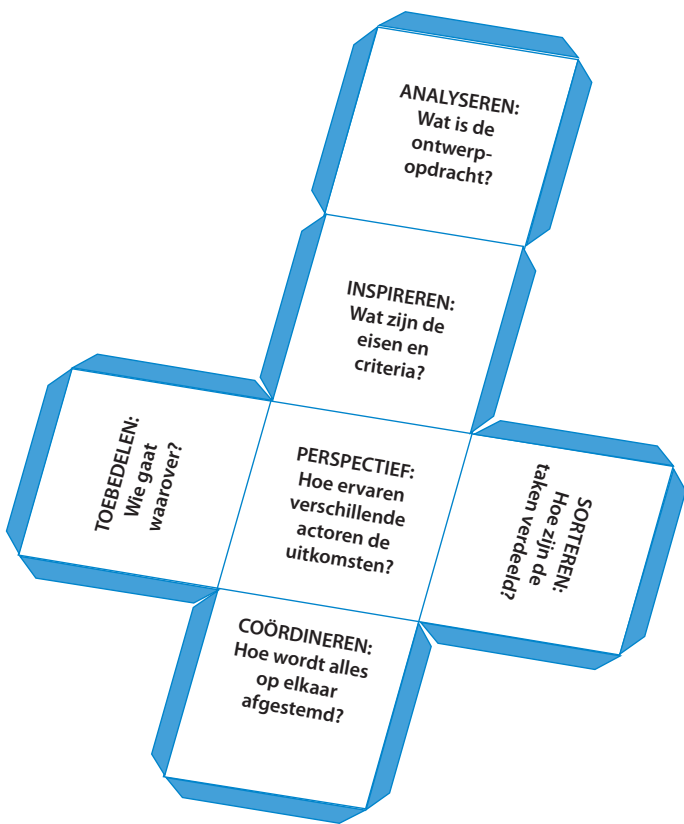 ANALYSEREN:
Wat is de
ontwerp-
opdracht?
INSPIREREN:
Wat zijn de
eisen en
criteria?
TOEBEDELEN:
Wie gaat
waarover?
PERSPECTIEF:
Hoe ervaren
verschillende
actoren de
uitkomsten?
SORTEREN:
Hoe zijn de
taken verdeeld?
COÖRDINEREN:
Hoe wordt alles
op elkaar
afgestemd?